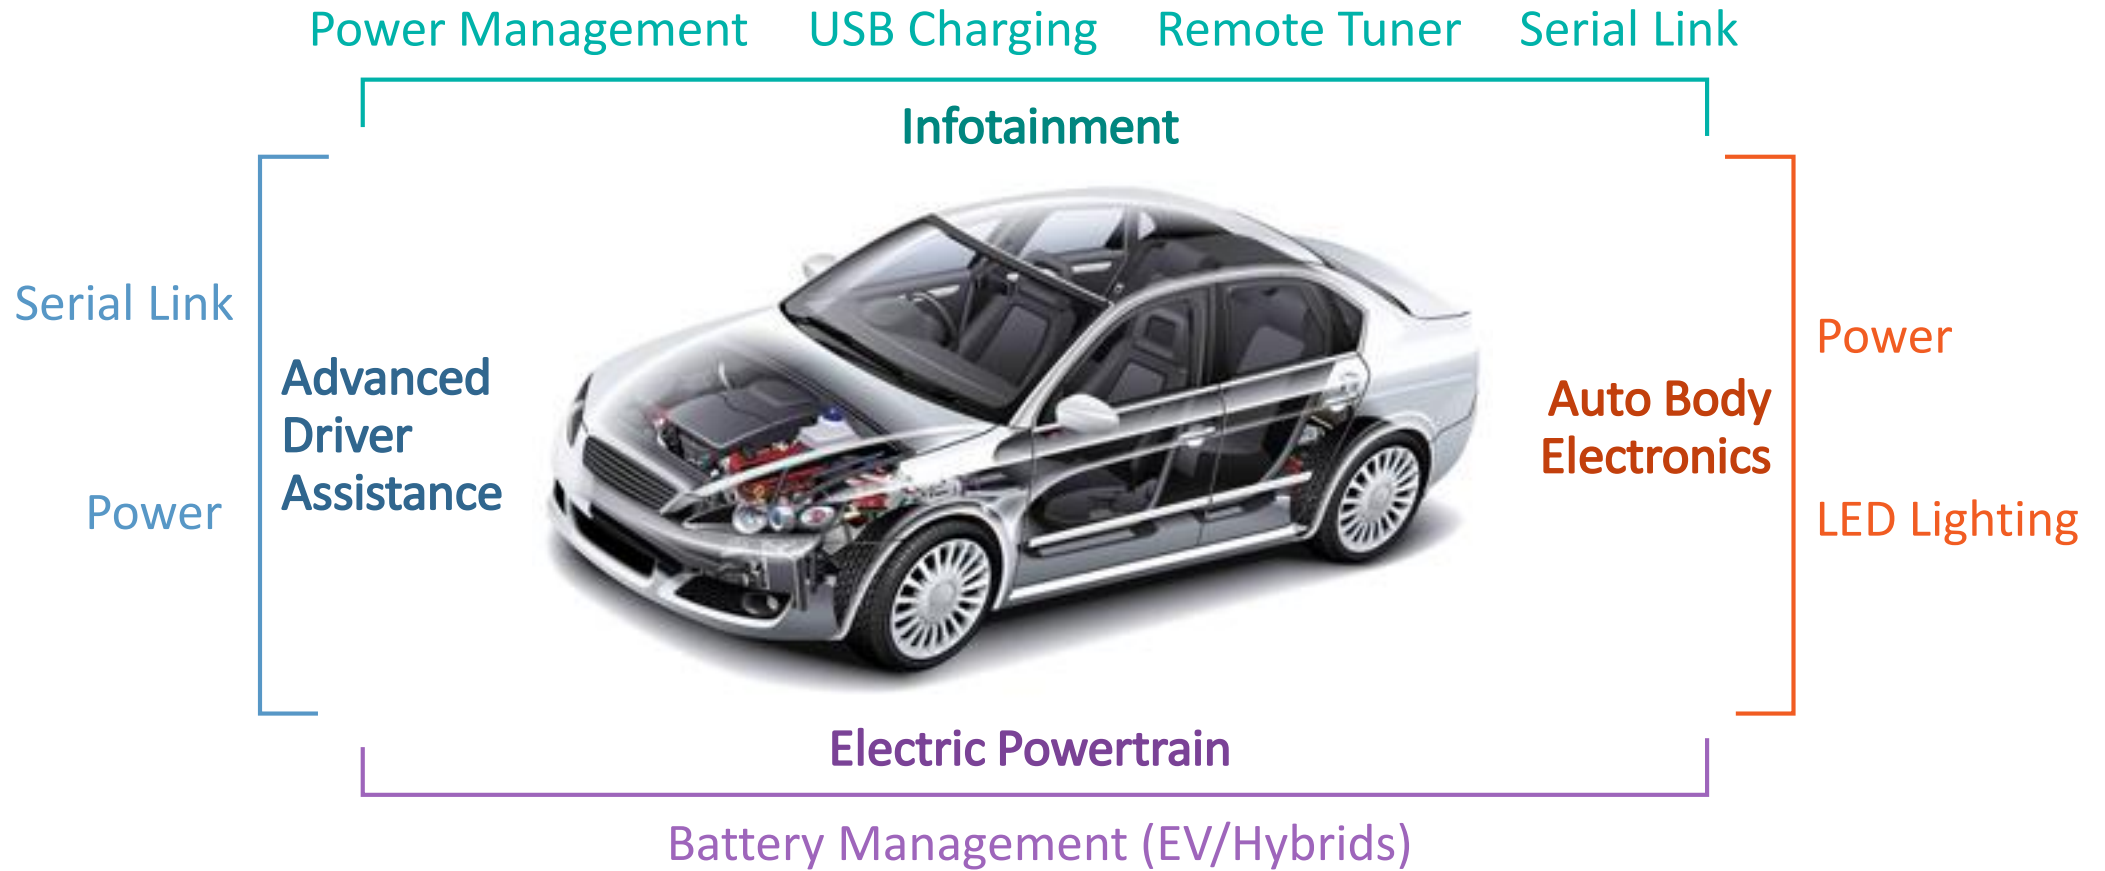 Power Management USB Charging Remote Tuner Serial Link
Infotainment
Serial Link
Power
Advanced
Driver
Assistance
Auto Body
Electronics
Power
LED Lighting
Electric Powertrain
Battery Management (EV/Hybrids)